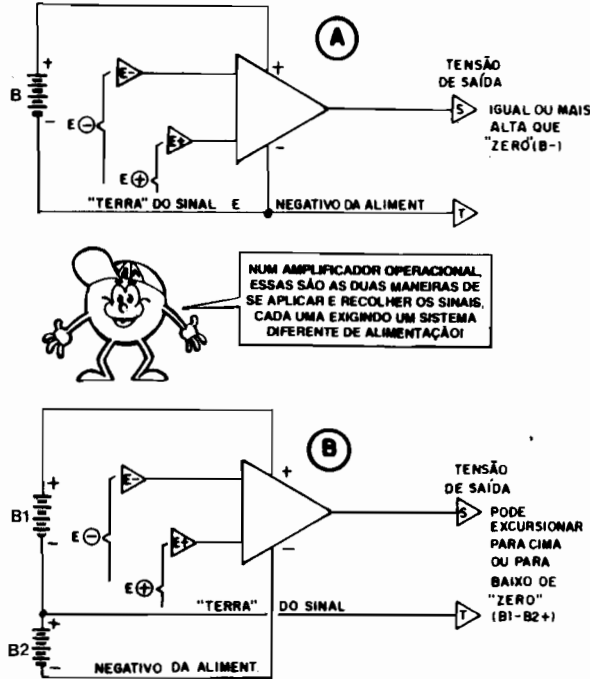 A
TENSÃO
DE SAÍDA
+
+
B
E-
S
IGUAL OU MAIS
ALTA QUE
"ZERO"(B-)
E⊖
-
E+
-
E⊕
"TERRA" DO SINAL E NEGATIVO DA ALIMENT
T
NUM AMPLIFICADOR OPERACIONAL,
ESSAS SÃO AS DUAS MANEIRAS DE
SE APLICAR E RECOLHER OS SINAIS,
CADA UMA EXIGINDO UM SISTEMA
DIFERENTE DE ALIMENTAÇÃO!
B
TENSÃO
DE SAÍDA
+
+
E-
B1
S
PODE
EXCURSIONAR
PARA CIMA
OU PARA
BAIXO DE
"ZERO"
(B1-B2+)
E⊖
-
E+
-
E⊕
"TERRA" DO SINAL
T
+
B2
-
NEGATIVO DA ALIMENT.